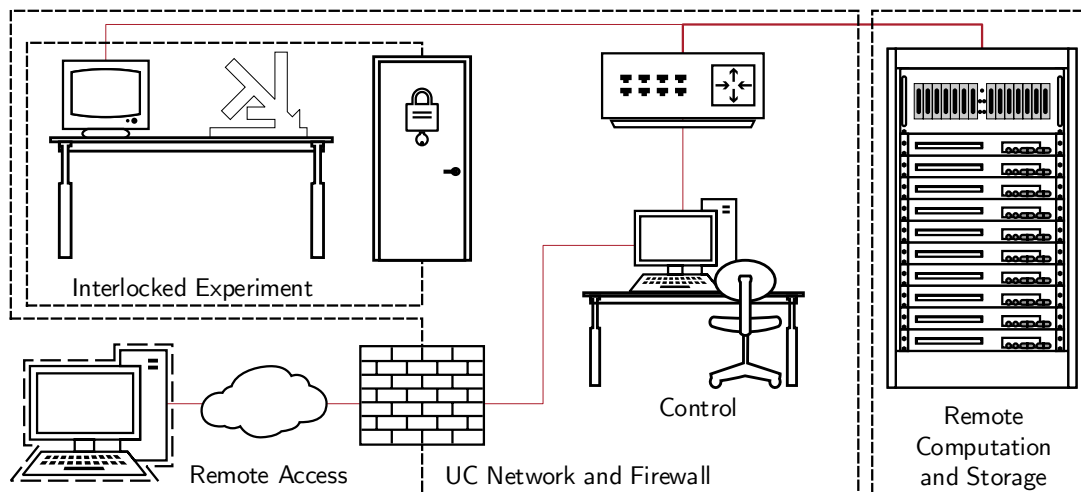 Interlocked Experiment
Control
Remote Access
UC Network and Firewall
Remote
Computation
and Storage